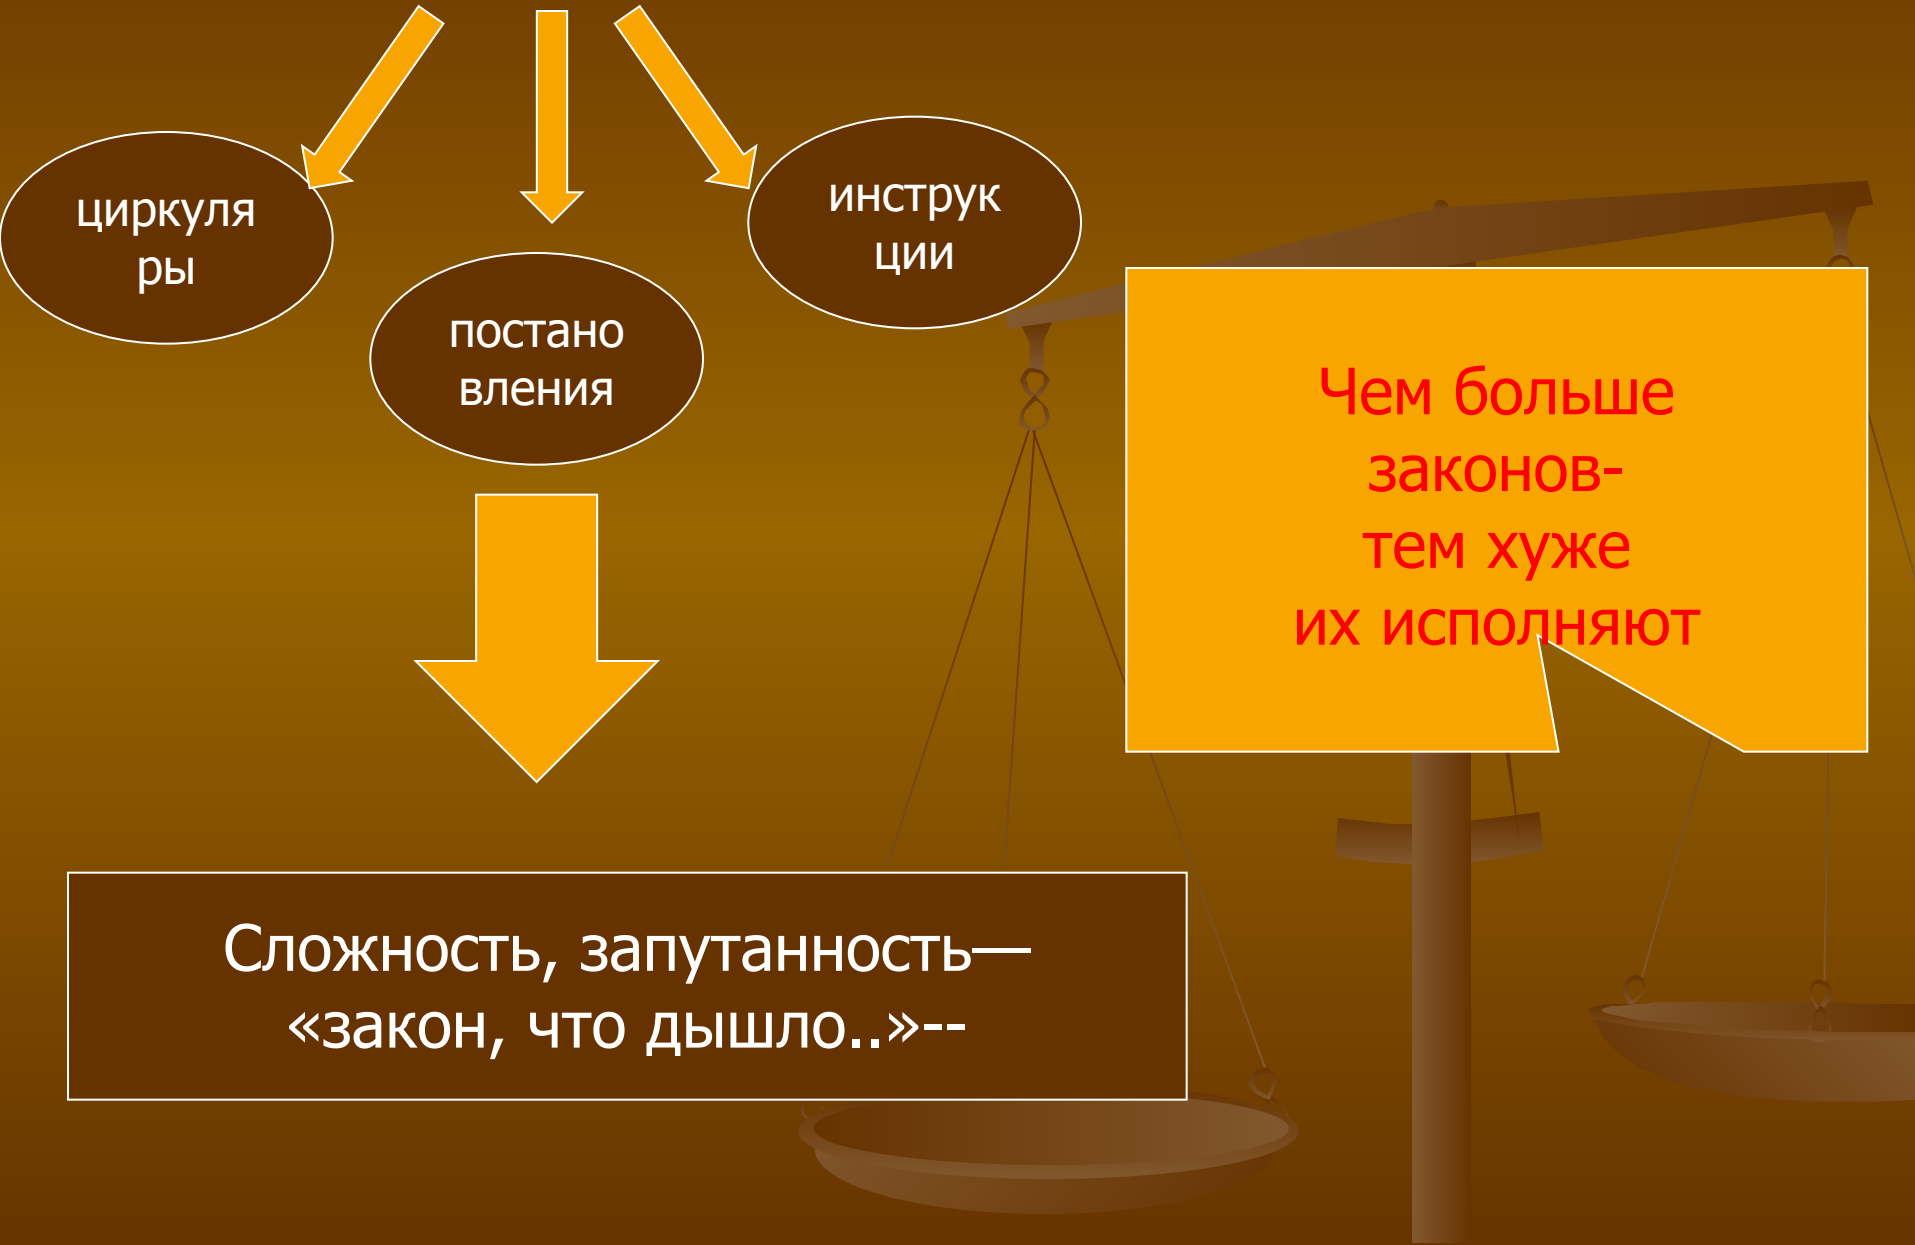 циркуля
ры
постано
вления
инструк
ции
Чем больше
законов-
тем хуже
их исполняют
Сложность, запутанность—
«закон, что дышло..»--